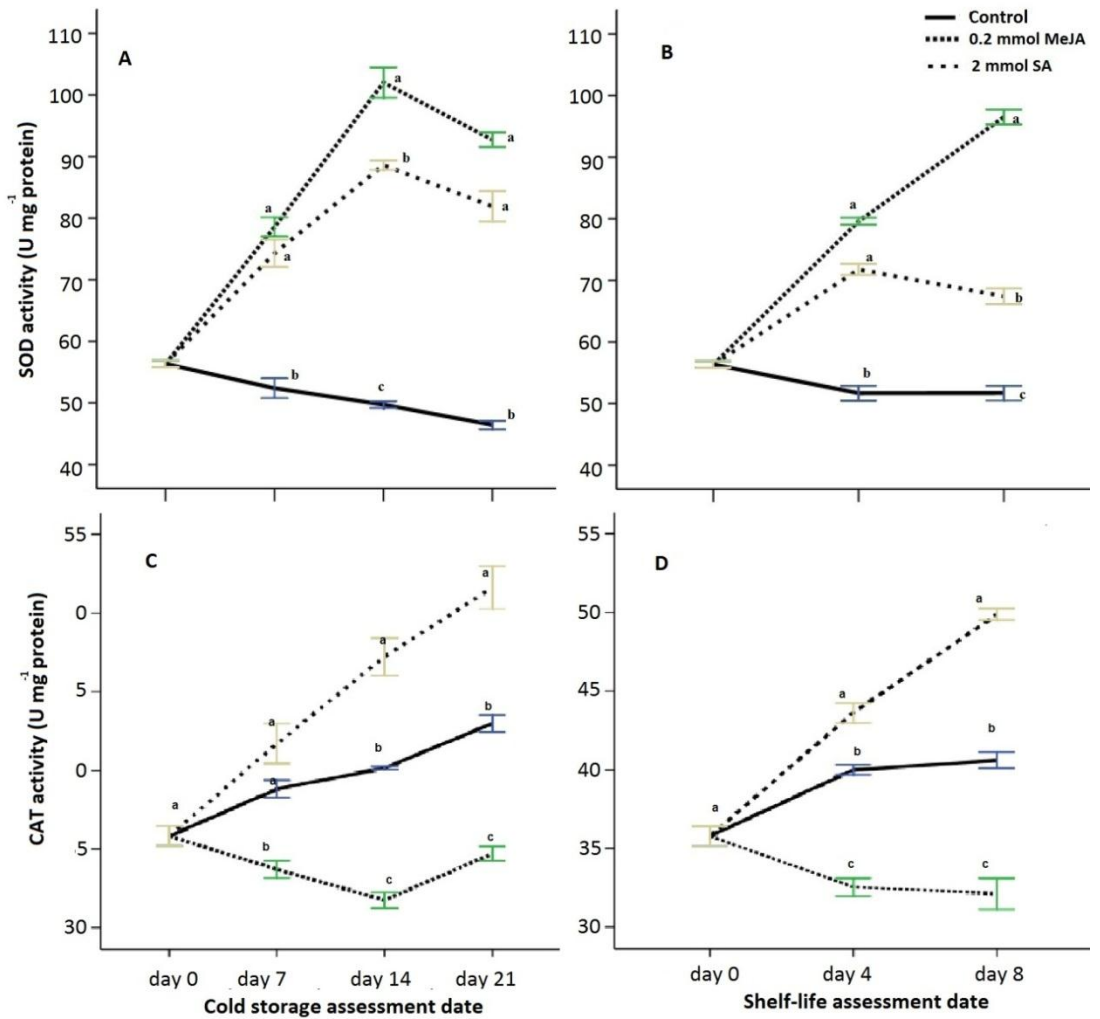 Control
0.2 mmol MeJA
2 mmol SA
A
SOD activity (U mg⁻¹ protein)
110
100
90
80
70
60
50
40
a
a
a
b
a
a
b
c
b
B
110
100
90
80
70
60
50
40
a
a
a
b
b
c
C
CAT activity (U mg⁻¹ protein)
55
0
5
0
5
30
a
a
a
a
a
b
b
b
c
c
day 0 day 7 day 14 day 21
Cold storage assessment date
D
55
50
45
40
35
30
a
a
a
b
b
c
c
day 0 day 4 day 8
Shelf-life assessment date